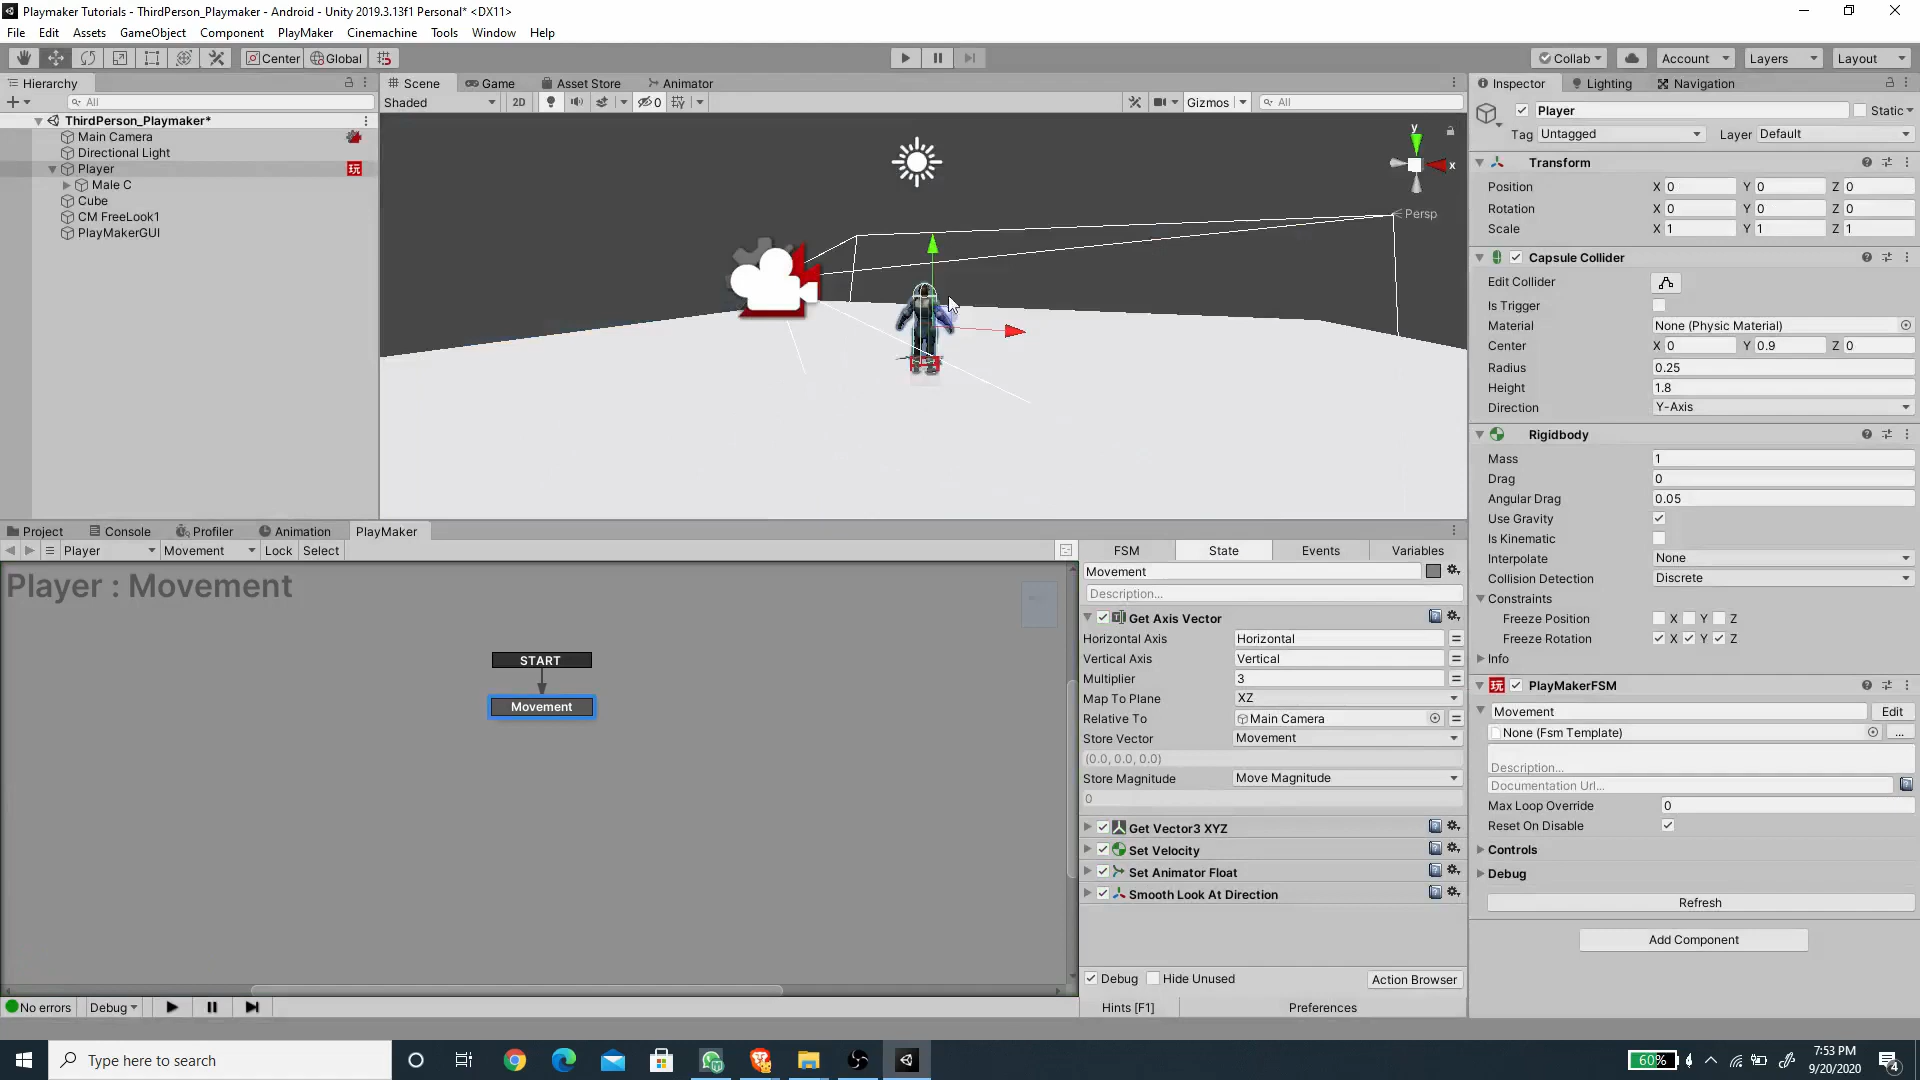 Playmaker Tutorials - ThirdPerson_Playmaker - Android - Unity 2019.3.13f1 Personal* <DX11>
File Edit Assets GameObject Component PlayMaker Cinemachine Tools Window Help
Center Global Collab Account Layers Layout
Hierarchy
All
ThirdPerson_Playmaker*
Main Camera
Directional Light
Player 玩
Male C
Cube
CM FreeLook1
PlayMakerGUI
Scene Game Asset Store Animator
Shaded 2D 0 Gizmos All
y
x
Persp
Inspector Lighting Navigation
Player Static
Tag Untagged Layer Default
Transform
Position X 0 Y 0 Z 0
Rotation X 0 Y 0 Z 0
Scale X 1 Y 1 Z 1
Capsule Collider
Edit Collider
Is Trigger
Material None (Physic Material)
Center X 0 Y 0.9 Z 0
Radius 0.25
Height 1.8
Direction Y-Axis
Rigidbody
Mass 1
Drag 0
Angular Drag 0.05
Use Gravity
Is Kinematic
Interpolate None
Collision Detection Discrete
Constraints
Freeze Position X Y Z
Freeze Rotation X Y Z
Info
玩 PlayMakerFSM
Movement Edit
None (Fsm Template) ...
Description...
Documentation Url...
Max Loop Override 0
Reset On Disable
Controls
Debug
Refresh
Add Component
Project Console Profiler Animation PlayMaker
Player Movement Lock Select
Player : Movement
START
Movement
FSM State Events Variables
Movement
Description...
Get Axis Vector
Horizontal Axis Horizontal
Vertical Axis Vertical
Multiplier 3
Map To Plane XZ
Relative To Main Camera
Store Vector Movement
(0.0, 0.0, 0.0)
Store Magnitude Move Magnitude
0
Get Vector3 XYZ
Set Velocity
Set Animator Float
Smooth Look At Direction
Debug Hide Unused Action Browser
Hints [F1] Preferences
No errors Debug
Type here to search
60%
7:53 PM
9/20/2020
4